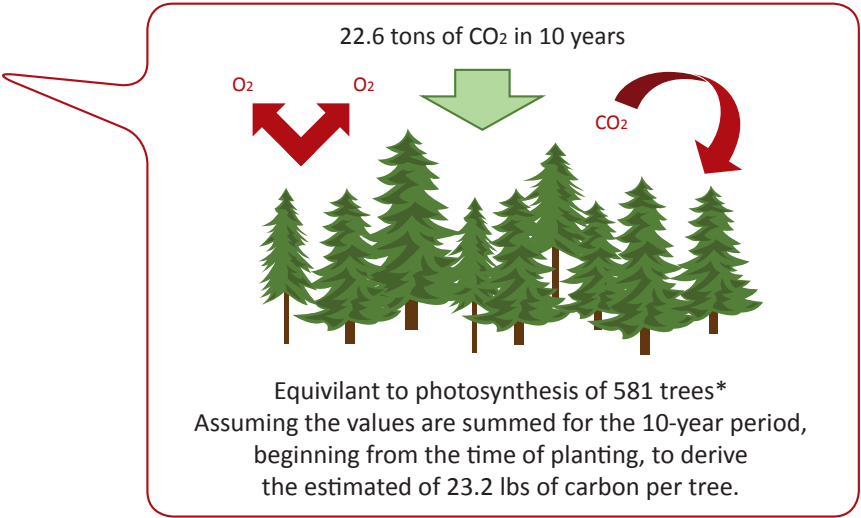 22.6 tons of CO2 in 10 years
O2
O2
CO2
Equivilant to photosynthesis of 581 trees*
Assuming the values are summed for the 10-year period,
beginning from the time of planting, to derive
the estimated of 23.2 lbs of carbon per tree.